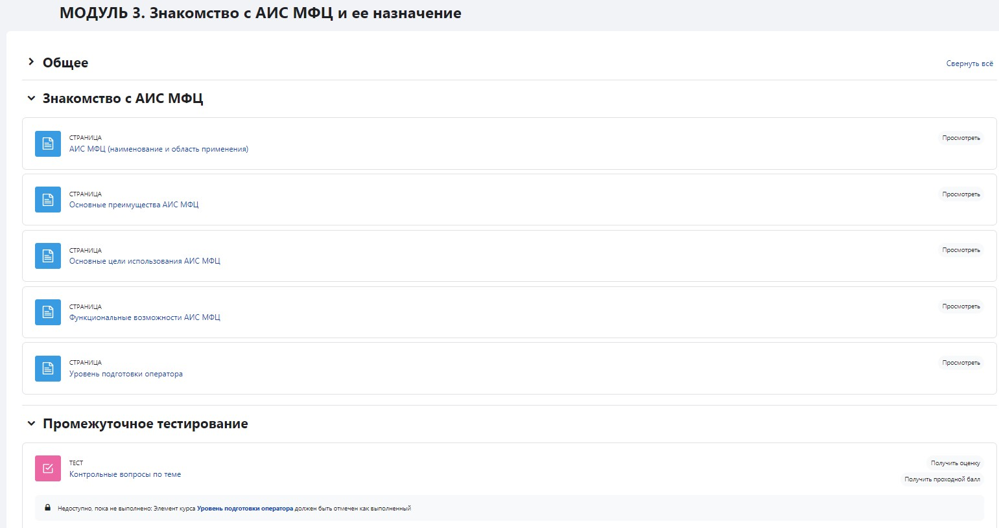 МОДУЛЬ 3. Знакомство с АИС МФЦ и ее назначение
Общее
Свернуть всё
Знакомство с АИС МФЦ
СТРАНИЦА
Просмотреть
АИС МФЦ (наименование и область применения)
СТРАНИЦА
Просмотреть
Основные преимущества АИС МФЦ
СТРАНИЦА
Просмотреть
Основные цели использования АИС МФЦ
СТРАНИЦА
Просмотреть
Функциональные возможности АИС МФЦ
СТРАНИЦА
Просмотреть
Уровень подготовки оператора
Промежуточное тестирование
ТЕСТ
Получить оценку
Контрольные вопросы по теме
Получить проходной балл
Недоступно, пока не выполнено: Элемент курса Уровень подготовки оператора должен быть отмечен как выполненный